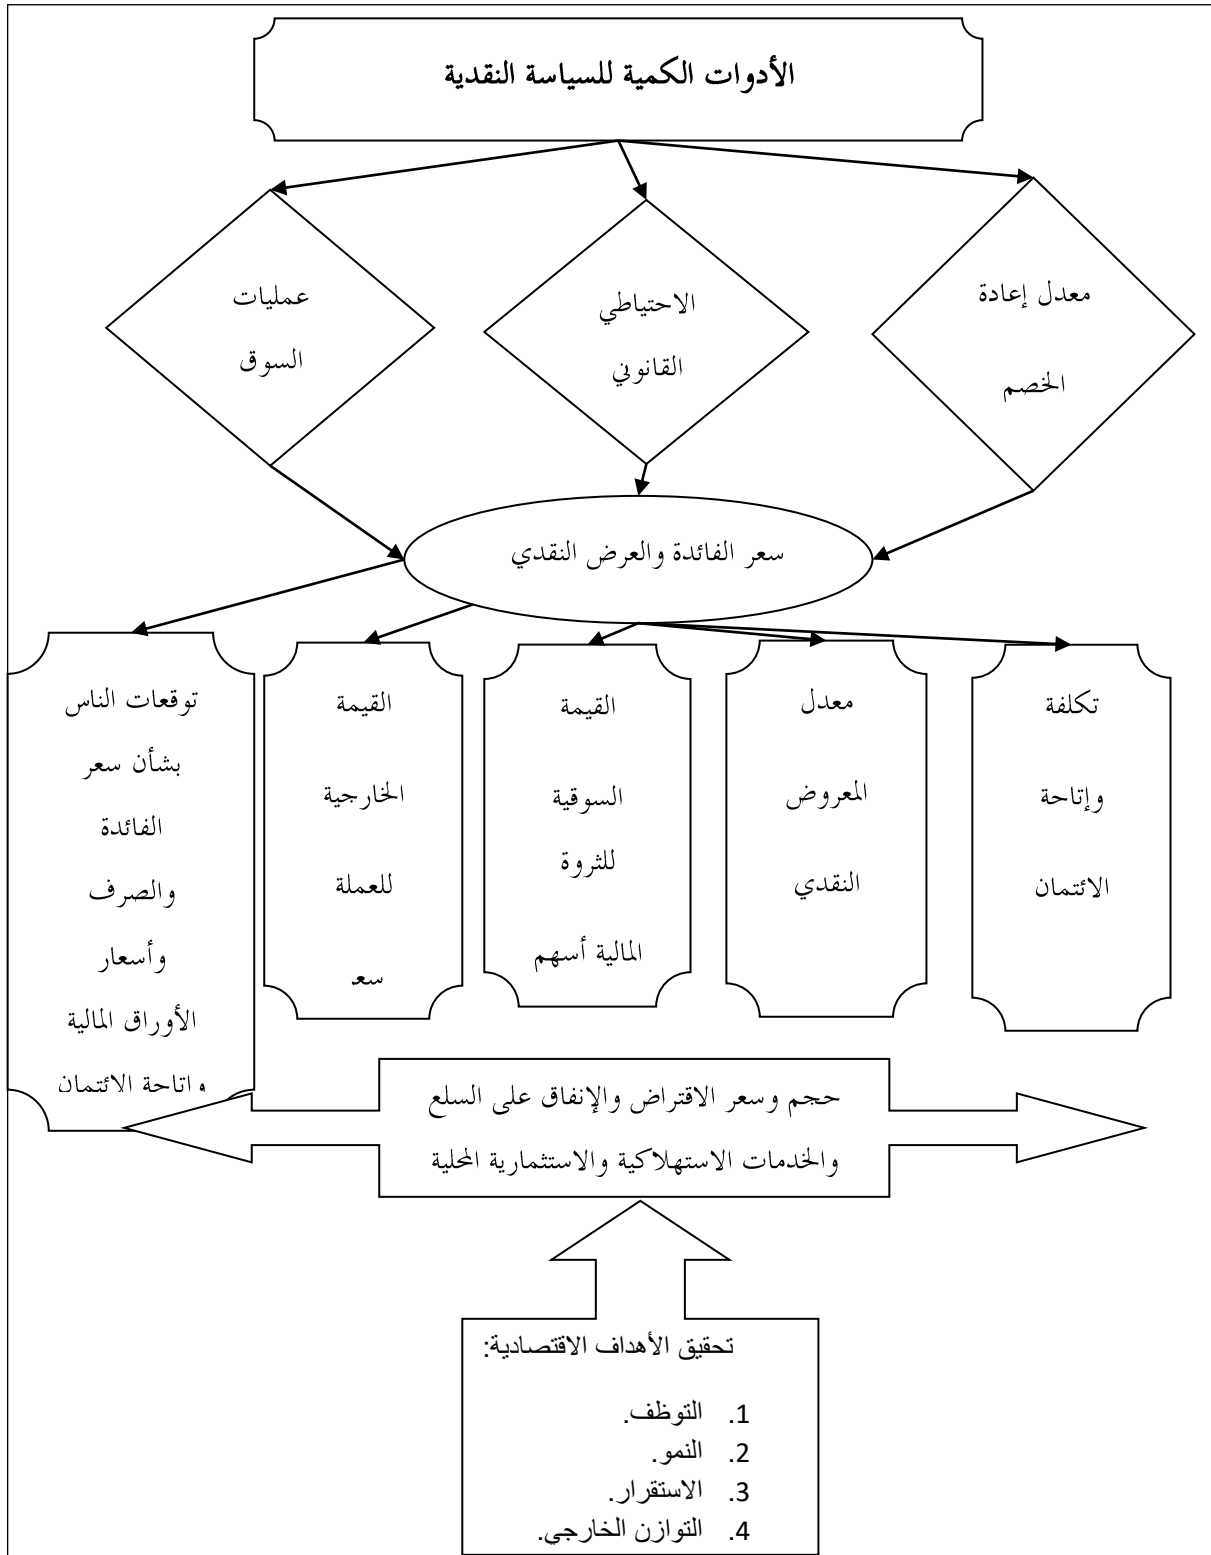 الأدوات الكمية للسياسة النقدية
معدل إعادة
الخصم
الاحتياطي
القانوني
عمليات
السوق
سعر الفائدة والعرض النقدي
تكلفة
وإتاحة
الائتمان
معدل
المعروض
النقدي
القيمة
السوقية
للثروة
المالية أسهم
القيمة
الخارجية
للعملة
سعـ
توقعات الناس
بشأن سعر
الفائدة
والصرف
وأسعار
الأوراق المالية
واتاحة الائتمان
حجم وسعر الاقتراض والإنفاق على السلع
والخدمات الاستهلاكية والاستثمارية المحلية
تحقيق الأهداف الاقتصادية:
1. التوظف.
2. النمو.
3. الاستقرار.
4. التوازن الخارجي.